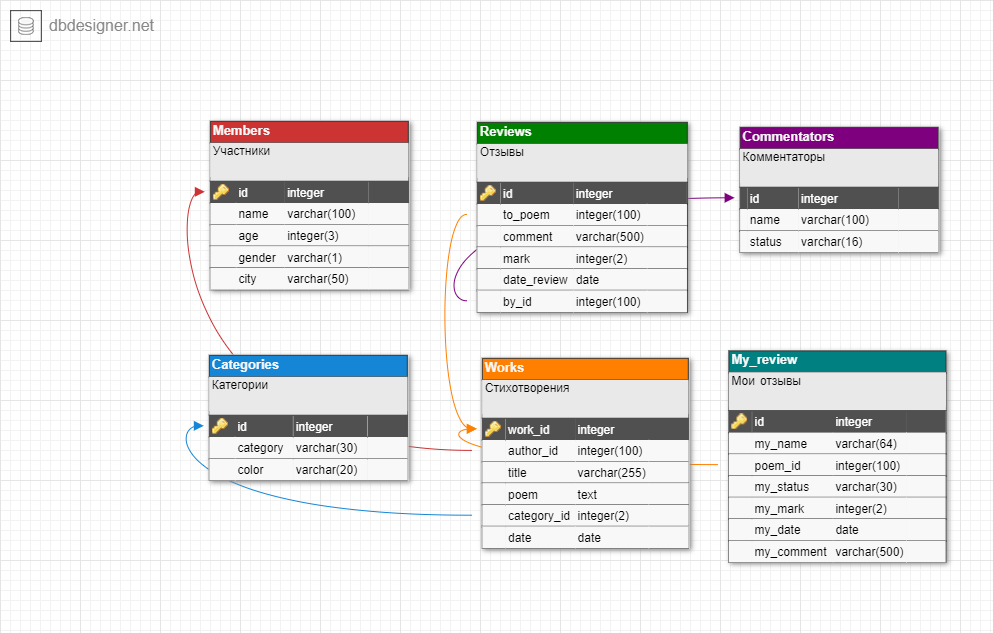 dbdesigner.net
Members
Участники
id integer
name varchar(100)
age integer(3)
gender varchar(1)
city varchar(50)
Reviews
Отзывы
id integer
to_poem integer(100)
comment varchar(500)
mark integer(2)
date_review date
by_id integer(100)
Commentators
Комментаторы
id integer
name varchar(100)
status varchar(16)
Categories
Категории
id integer
category varchar(30)
color varchar(20)
Works
Стихотворения
work_id integer
author_id integer(100)
title varchar(255)
poem text
category_id integer(2)
date date
My_review
Мои отзывы
id integer
my_name varchar(64)
poem_id integer(100)
my_status varchar(30)
my_mark integer(2)
my_date date
my_comment varchar(500)